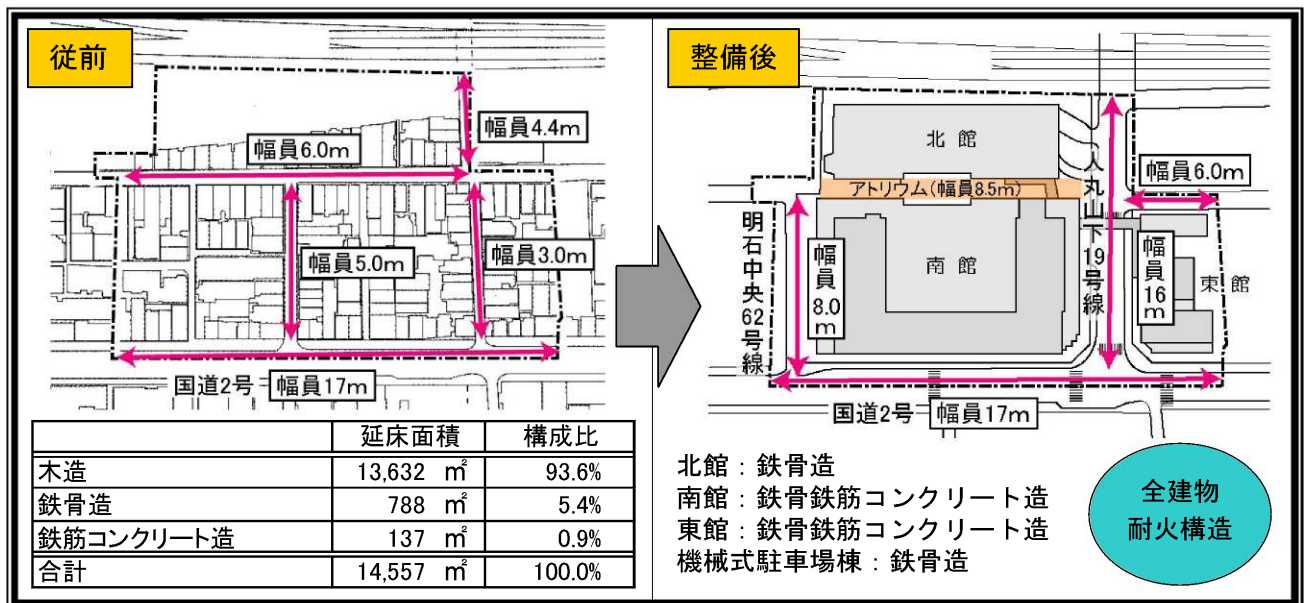 従前
幅員4.4m
幅員6.0m
幅員5.0m
幅員3.0m
国道2号 幅員17m
延床面積 構成比
木造 13,632 ㎡ 93.6%
鉄骨造 788 ㎡ 5.4%
鉄筋コンクリート造 137 ㎡ 0.9%
合計 14,557 ㎡ 100.0%
整備後
北館
アトリウム(幅員8.5m)
幅員6.0m
人丸山下19号線
明石中央62号線
幅員8.0m
南館
幅員16m
東館
国道2号 幅員17m
北館：鉄骨造
南館：鉄骨鉄筋コンクリート造
東館：鉄骨鉄筋コンクリート造
機械式駐車場棟：鉄骨造
全建物
耐火構造